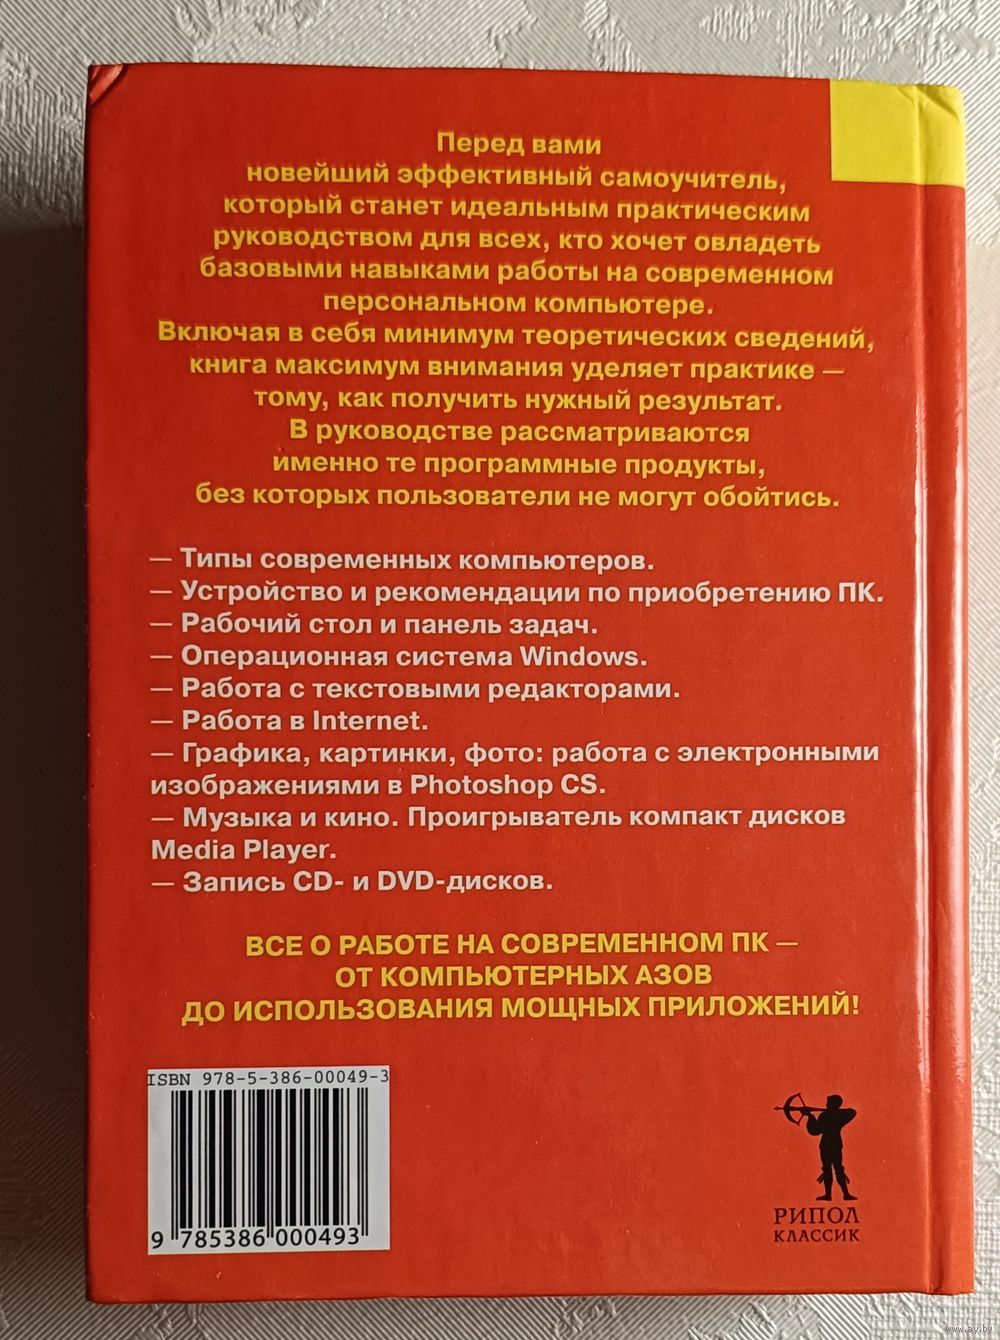 Перед вами
новейший эффективный самоучитель,
который станет идеальным практическим
руководством для всех, кто хочет овладеть
базовыми навыками работы на современном
персональном компьютере.
Включая в себя минимум теоретических сведений,
книга максимум внимания уделяет практике —
тому, как получить нужный результат.
В руководстве рассматриваются
именно те программные продукты,
без которых пользователи не могут обойтись.
— Типы современных компьютеров.
— Устройство и рекомендации по приобретению ПК.
— Рабочий стол и панель задач.
— Операционная система Windows.
— Работа с текстовыми редакторами.
— Работа в Internet.
— Графика, картинки, фото: работа с электронными
изображениями в Photoshop CS.
— Музыка и кино. Проигрыватель компакт дисков
Media Player.
— Запись CD- и DVD-дисков.
ВСЕ О РАБОТЕ НА СОВРЕМЕННОМ ПК —
ОТ КОМПЬЮТЕРНЫХ АЗОВ
ДО ИСПОЛЬЗОВАНИЯ МОЩНЫХ ПРИЛОЖЕНИЙ!
ISBN 978-5-386-00049-3
9 785386 000493
РИПОЛ
КЛАССИК
www.ay.by